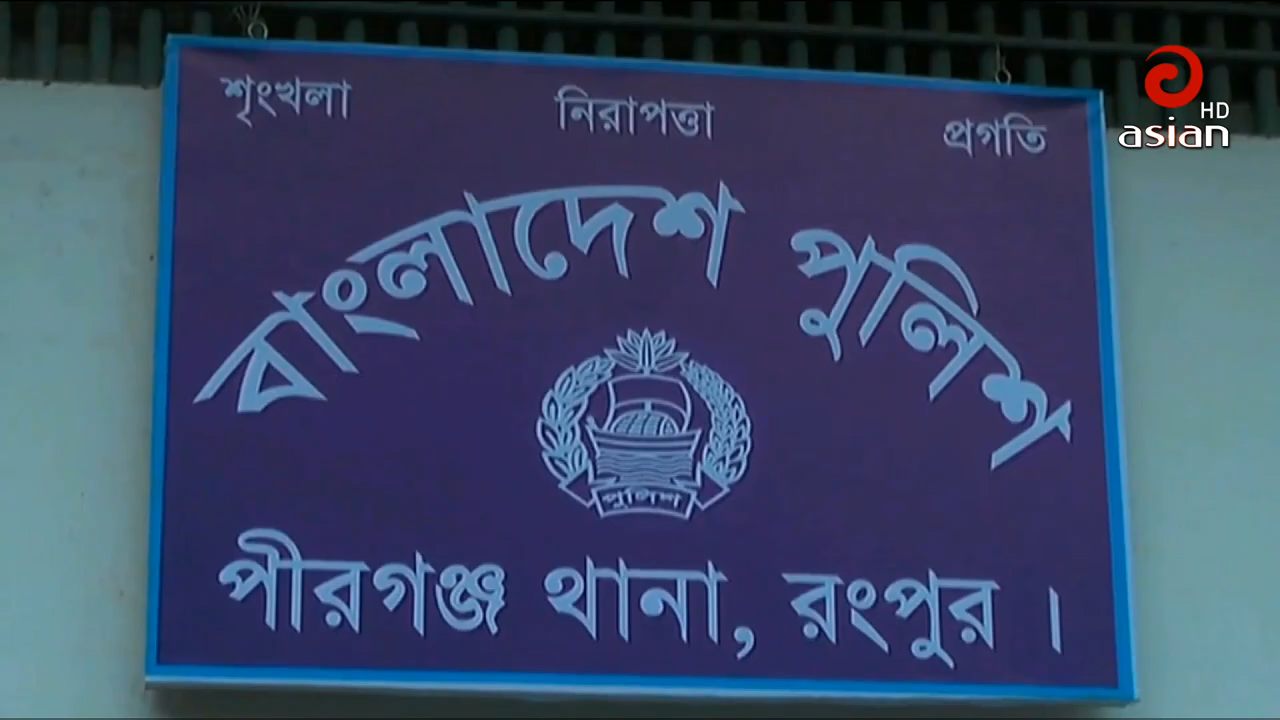 শৃংখলা নিরাপত্তা প্রগতি
বাংলাদেশ পুলিশ
পুলিশ
পীরগঞ্জ থানা, রংপুর ।
HD
asian